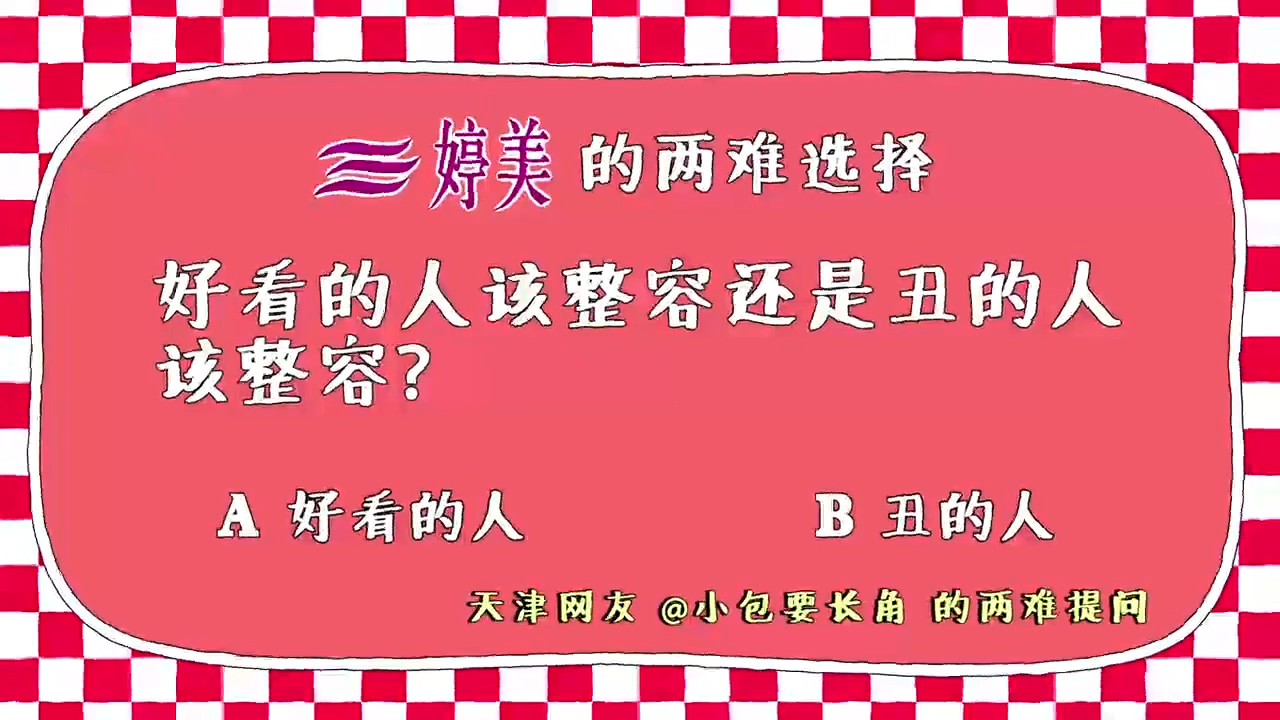 婷美 的两难选择
好看的人该整容还是丑的人
该整容?
A 好看的人
B 丑的人
天津网友 @小包要长角 的两难提问